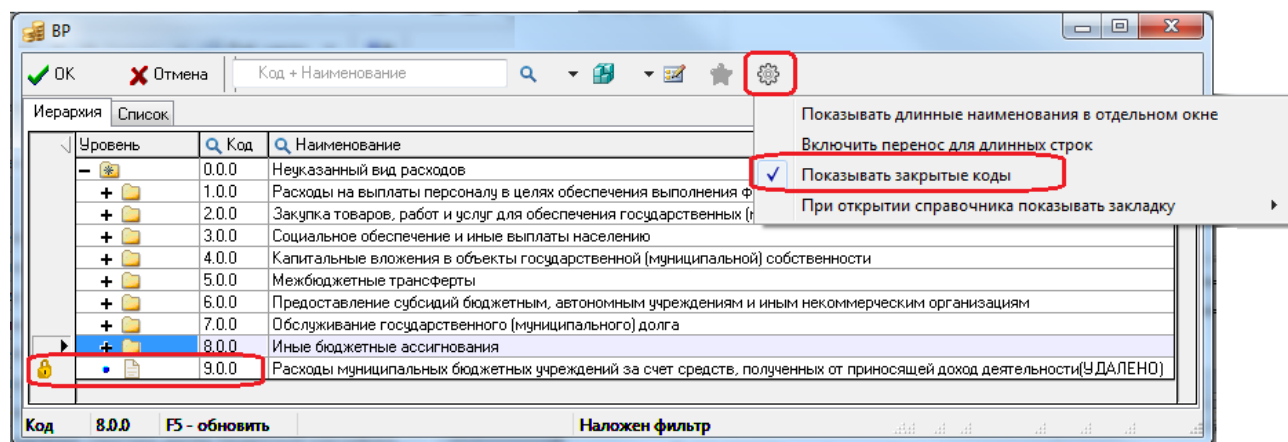 ВР
OK Отмена Код + Наименование
Иерархия Список
Показывать длинные наименования в отдельном окне
Включить перенос для длинных строк
Показывать закрытые коды
При открытии справочника показывать закладку
Уровень Код Наименование
0.0.0 Неуказанный вид расходов
1.0.0 Расходы на выплаты персоналу в целях обеспечения выполнения
2.0.0 Закупка товаров, работ и услуг для обеспечения государственных
3.0.0 Социальное обеспечение и иные выплаты населению
4.0.0 Капитальные вложения в объекты государственной (муниципальной) собственности
5.0.0 Межбюджетные трансферты
6.0.0 Предоставление субсидий бюджетным, автономным учреждениям и иным некоммерческим организациям
7.0.0 Обслуживание государственного (муниципального) долга
8.0.0 Иные бюджетные ассигнования
9.0.0 Расходы муниципальных бюджетных учреждений за счет средств, полученных от приносящей доход деятельности(УДАЛЕНО)
Код 8.0.0 F5 - обновить Наложен фильтр